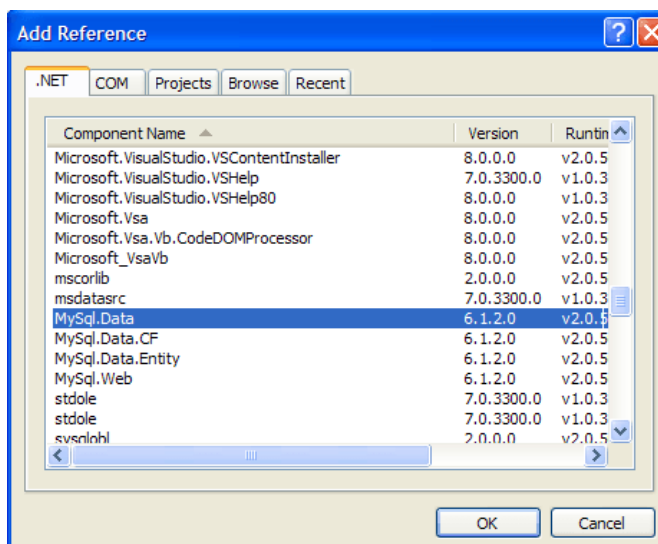 Add Reference
.NET COM Projects Browse Recent
Component Name Version Runtin
Microsoft.VisualStudio.VSContentInstaller 8.0.0.0 v2.0.5
Microsoft.VisualStudio.VSHelp 7.0.3300.0 v1.0.3
Microsoft.VisualStudio.VSHelp80 8.0.0.0 v2.0.5
Microsoft.Vsa 8.0.0.0 v2.0.5
Microsoft.Vsa.Vb.CodeDOMProcessor 8.0.0.0 v2.0.5
Microsoft_VsaVb 8.0.0.0 v2.0.5
mscorlib 2.0.0.0 v2.0.5
msdatasrc 7.0.3300.0 v1.0.3
MySql.Data 6.1.2.0 v2.0.5
MySql.Data.CF 6.1.2.0 v2.0.5
MySql.Data.Entity 6.1.2.0 v2.0.5
MySql.Web 6.1.2.0 v2.0.5
stdole 7.0.3300.0 v1.0.3
stdole 7.0.3300.0 v1.0.3
sysglobl 2.0.0.0 v2.0.5
OK Cancel